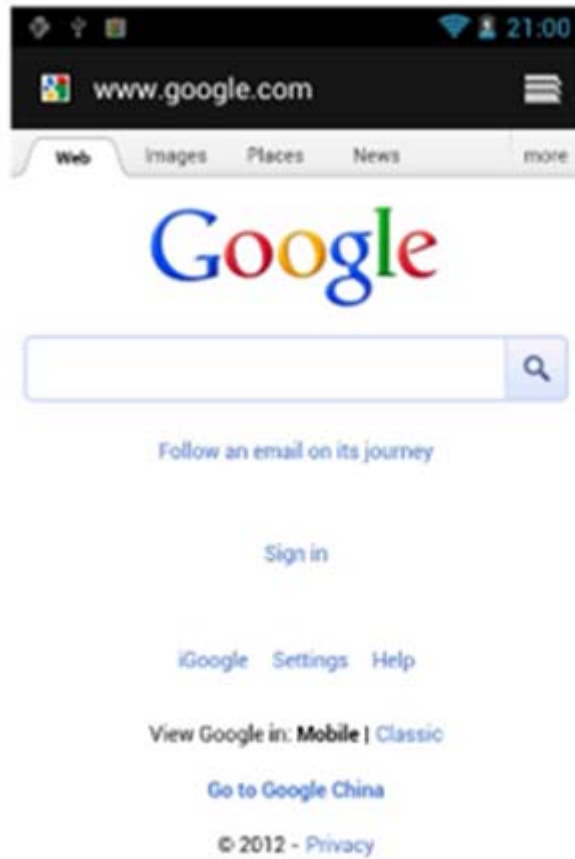 21:00
www.google.com
Web Images Places News more
Google
Follow an email on its journey
Sign in
iGoogle Settings Help
View Google in: Mobile | Classic
Go to Google China
© 2012 - Privacy